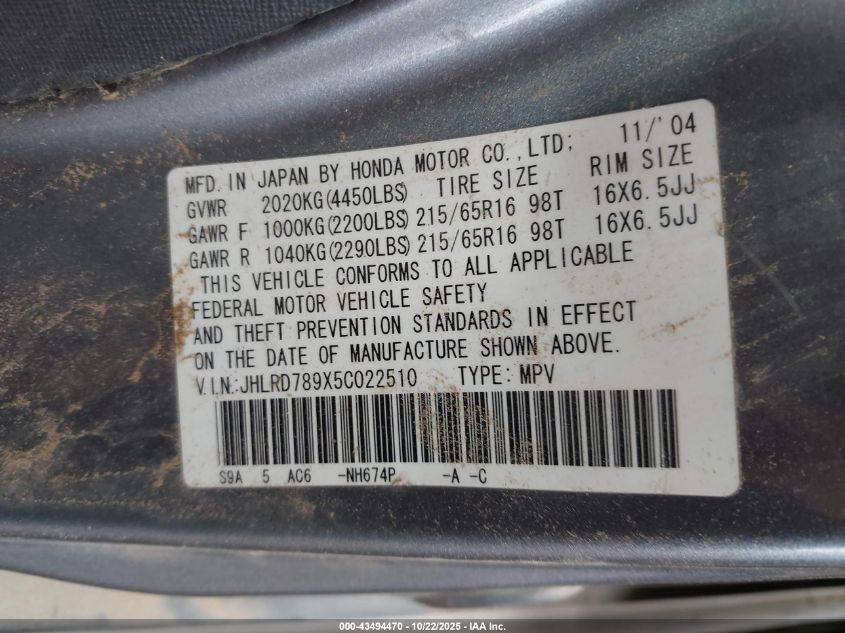 MFD. IN JAPAN BY HONDA MOTOR CO., LTD; 11/'04
GVWR 2020KG(4450LBS) TIRE SIZE RIM SIZE
GAWR F 1000KG(2200LBS) 215/65R16 98T 16X6.5JJ
GAWR R 1040KG(2290LBS) 215/65R16 98T 16X6.5JJ
THIS VEHICLE CONFORMS TO ALL APPLICABLE
FEDERAL MOTOR VEHICLE SAFETY
AND THEFT PREVENTION STANDARDS IN EFFECT
ON THE DATE OF MANUFACTURE SHOWN ABOVE.
V.I.N.:JHLRD789X5C022510 TYPE: MPV
S9A 5 AC6 -NH674P -A -C
000-43494470 - 10/22/2025 - IAA Inc.